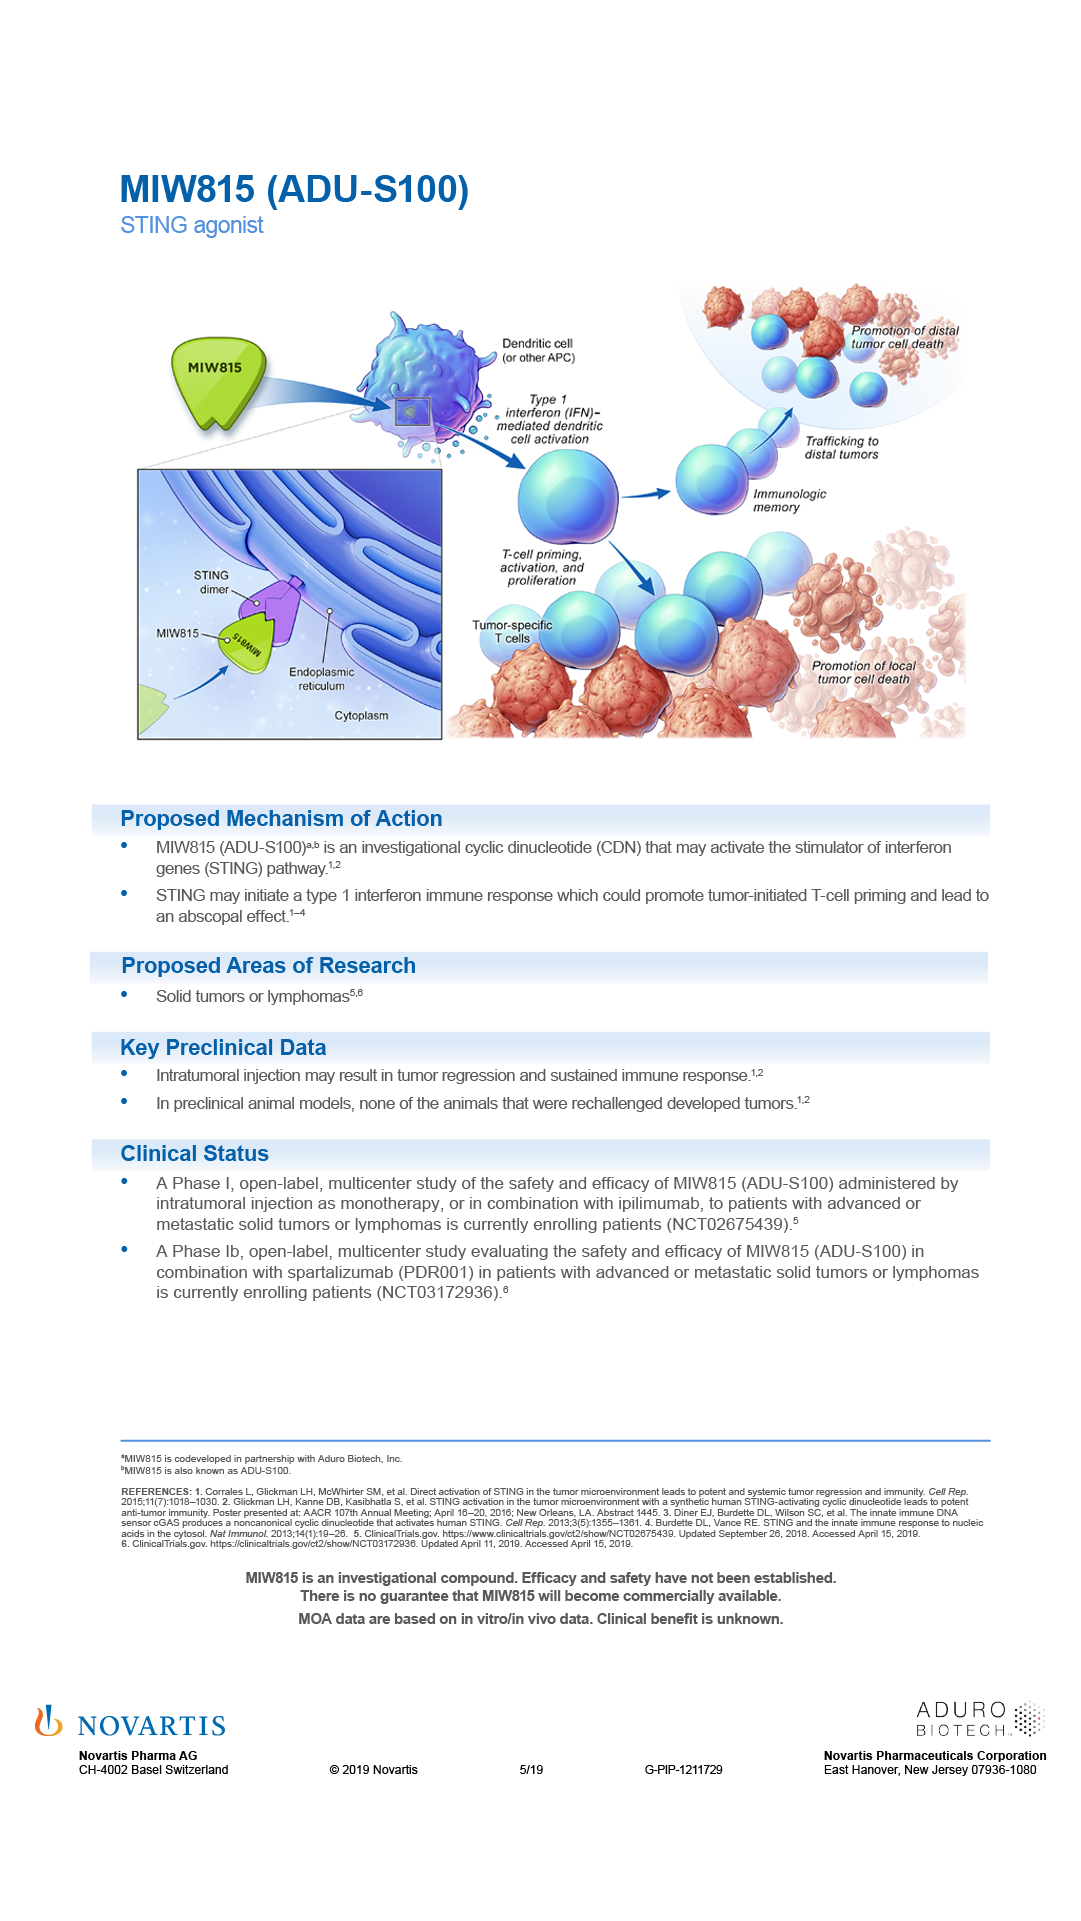 MIW815 (ADU-S100)
STING agonist
MIW815
Dendritic cell
(or other APC)
Type 1
interferon (IFN)–
mediated dendritic
cell activation
Promotion of distal
tumor cell death
Trafficking to
distal tumors
Immunologic
memory
T-cell priming,
activation, and
proliferation
Tumor-specific
T cells
Promotion of local
tumor cell death
STING
dimer
MIW815
MIW815
Endoplasmic
reticulum
Cytoplasm
Proposed Mechanism of Action
• MIW815 (ADU-S100)a,b is an investigational cyclic dinucleotide (CDN) that may activate the stimulator of interferon
genes (STING) pathway.1,2
• STING may initiate a type 1 interferon immune response which could promote tumor-initiated T-cell priming and lead to
an abscopal effect.1–4
Proposed Areas of Research
• Solid tumors or lymphomas5,6
Key Preclinical Data
• Intratumoral injection may result in tumor regression and sustained immune response.1,2
• In preclinical animal models, none of the animals that were rechallenged developed tumors.1,2
Clinical Status
• A Phase I, open-label, multicenter study of the safety and efficacy of MIW815 (ADU-S100) administered by
intratumoral injection as monotherapy, or in combination with ipilimumab, to patients with advanced or
metastatic solid tumors or lymphomas is currently enrolling patients (NCT02675439).5
• A Phase Ib, open-label, multicenter study evaluating the safety and efficacy of MIW815 (ADU-S100) in
combination with spartalizumab (PDR001) in patients with advanced or metastatic solid tumors or lymphomas
is currently enrolling patients (NCT03172936).6
aMIW815 is codeveloped in partnership with Aduro Biotech, Inc.
bMIW815 is also known as ADU-S100.
REFERENCES: 1. Corrales L, Glickman LH, McWhirter SM, et al. Direct activation of STING in the tumor microenvironment leads to potent and systemic tumor regression and immunity. Cell Rep.
2015;11(7):1018–1030. 2. Glickman LH, Kanne DB, Kasibhatla S, et al. STING activation in the tumor microenvironment with a synthetic human STING-activating cyclic dinucleotide leads to potent
anti-tumor immunity. Poster presented at: AACR 107th Annual Meeting; April 16–20, 2016; New Orleans, LA. Abstract 1445. 3. Diner EJ, Burdette DL, Wilson SC, et al. The innate immune DNA
sensor cGAS produces a noncanonical cyclic dinucleotide that activates human STING. Cell Rep. 2013;3(5):1355–1361. 4. Burdette DL, Vance RE. STING and the innate immune response to nucleic
acids in the cytosol. Nat Immunol. 2013;14(1):19–26. 5. ClinicalTrials.gov. https://www.clinicaltrials.gov/ct2/show/NCT02675439. Updated September 26, 2018. Accessed April 15, 2019.
6. ClinicalTrials.gov. https://clinicaltrials.gov/ct2/show/NCT03172936. Updated April 11, 2019. Accessed April 15, 2019.
MIW815 is an investigational compound. Efficacy and safety have not been established.
There is no guarantee that MIW815 will become commercially available.
MOA data are based on in vitro/in vivo data. Clinical benefit is unknown.
NOVARTIS
ADURO
BIOTECH™
Novartis Pharma AG
CH-4002 Basel Switzerland
© 2019 Novartis
5/19
G-PIP-1211729
Novartis Pharmaceuticals Corporation
East Hanover, New Jersey 07936-1080